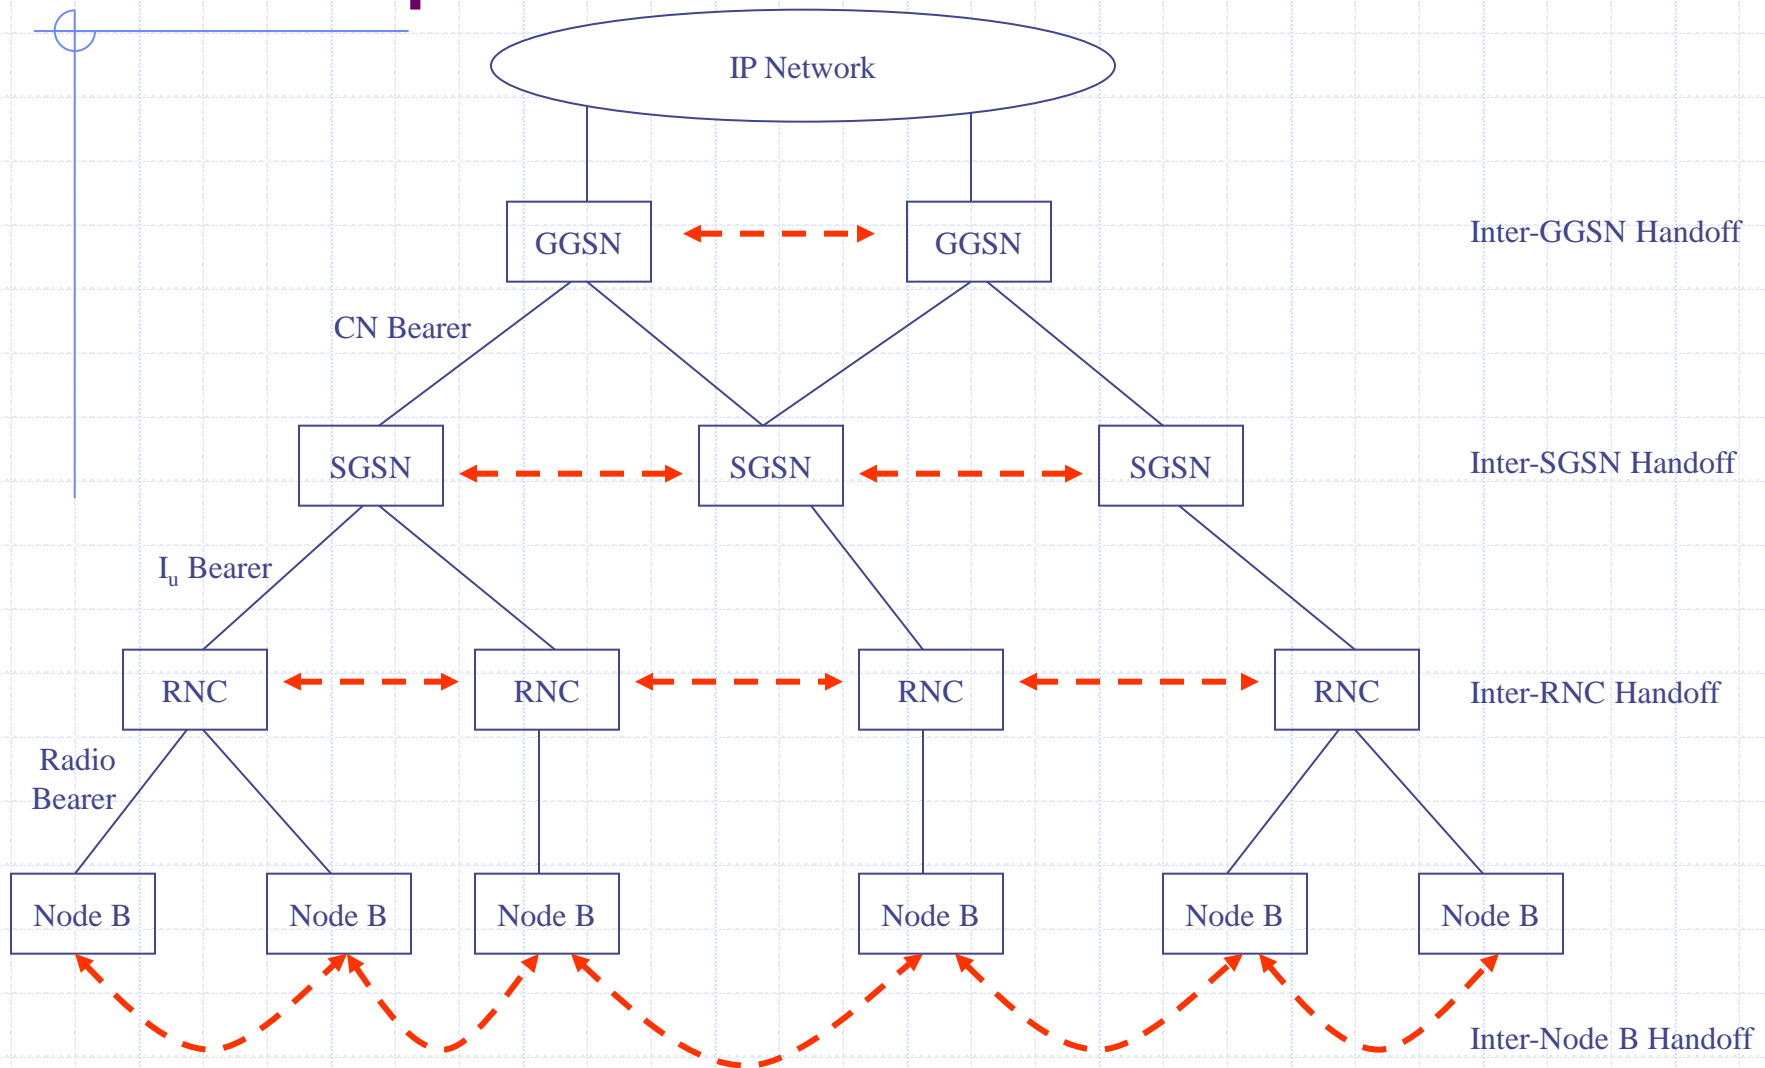 IP Network
GGSN
GGSN
Inter-GGSN Handoff
CN Bearer
SGSN
SGSN
SGSN
Inter-SGSN Handoff
Iu Bearer
RNC
RNC
RNC
RNC
Inter-RNC Handoff
Radio
Bearer
Node B
Node B
Node B
Node B
Node B
Node B
Inter-Node B Handoff